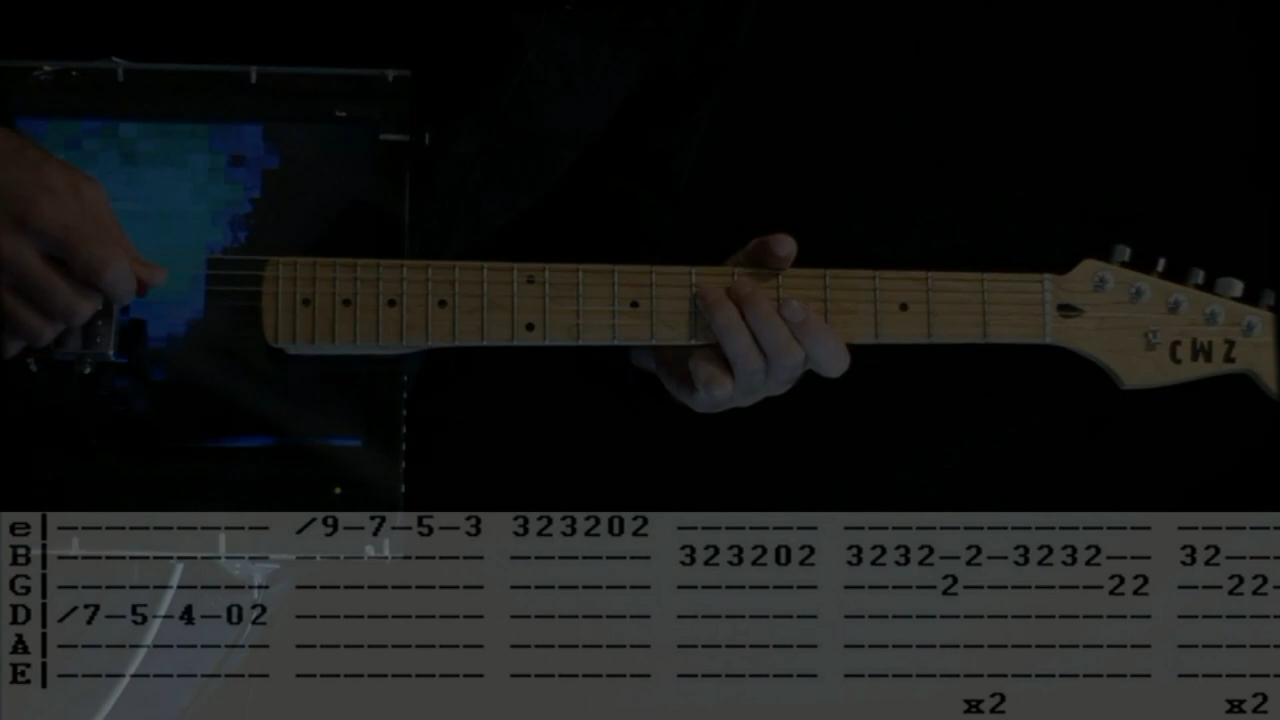 CWZ
e|--------- /9-7-5-3 323202 ------ ------------- ---
B|--------- -------- ------ 323202 3232-2-3232-- 32--
G|--------- -------- ------ ------ ----2------22 --22-
D|/7-5-4-02 -------- ------ ------ ------------- ----
A|--------- -------- ------ ------ ------------- ----
E|--------- -------- ------ ------ ------------- ----
x2 x2